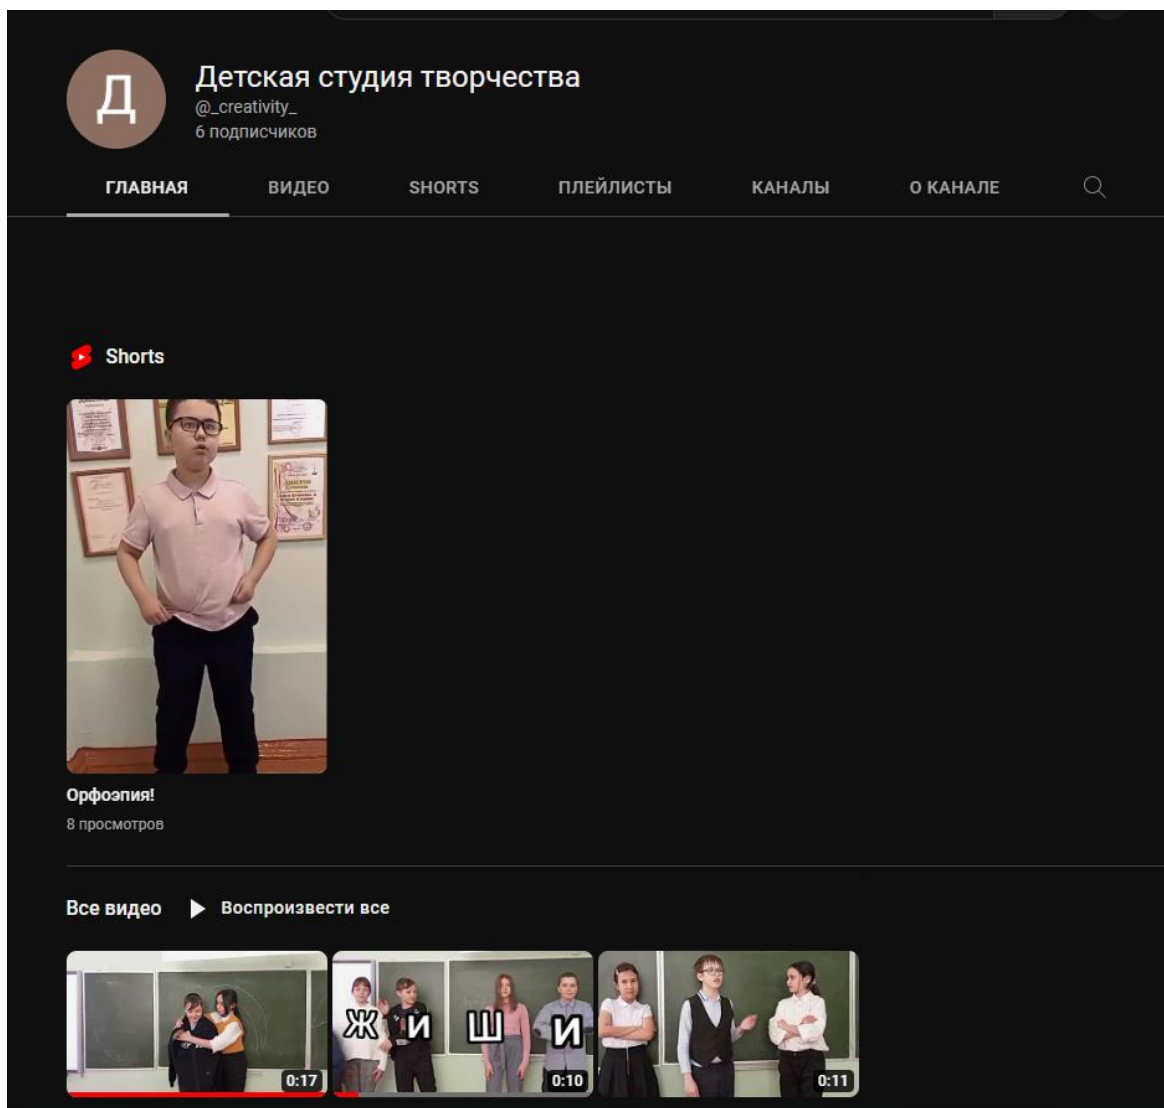 Д
Детская студия творчества
@_creativity_
6 подписчиков
ГЛАВНАЯ ВИДЕО SHORTS ПЛЕЙЛИСТЫ КАНАЛЫ О КАНАЛЕ
Shorts
ДИПЛОМ
Орфоэпия!
8 просмотров
Все видео Воспроизвести все
Ж И Ш И
0:17 0:10 0:11